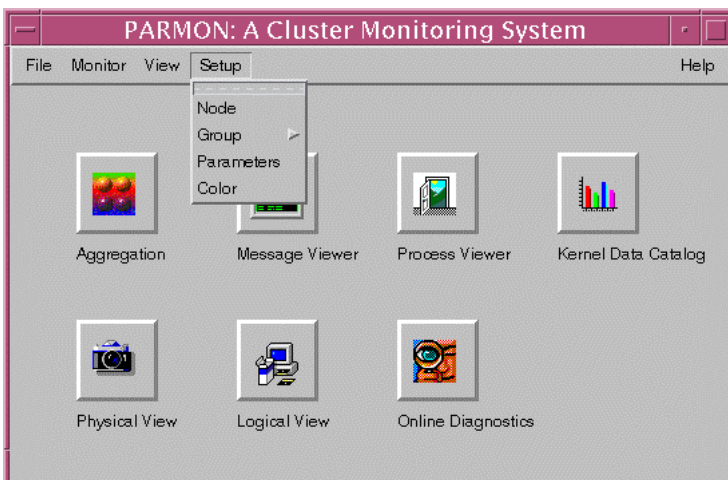 PARMON: A Cluster Monitoring System
File Monitor View Setup Help
Node
Group
Parameters
Color
Aggregation Message Viewer Process Viewer Kernel Data Catalog
Physical View Logical View Online Diagnostics